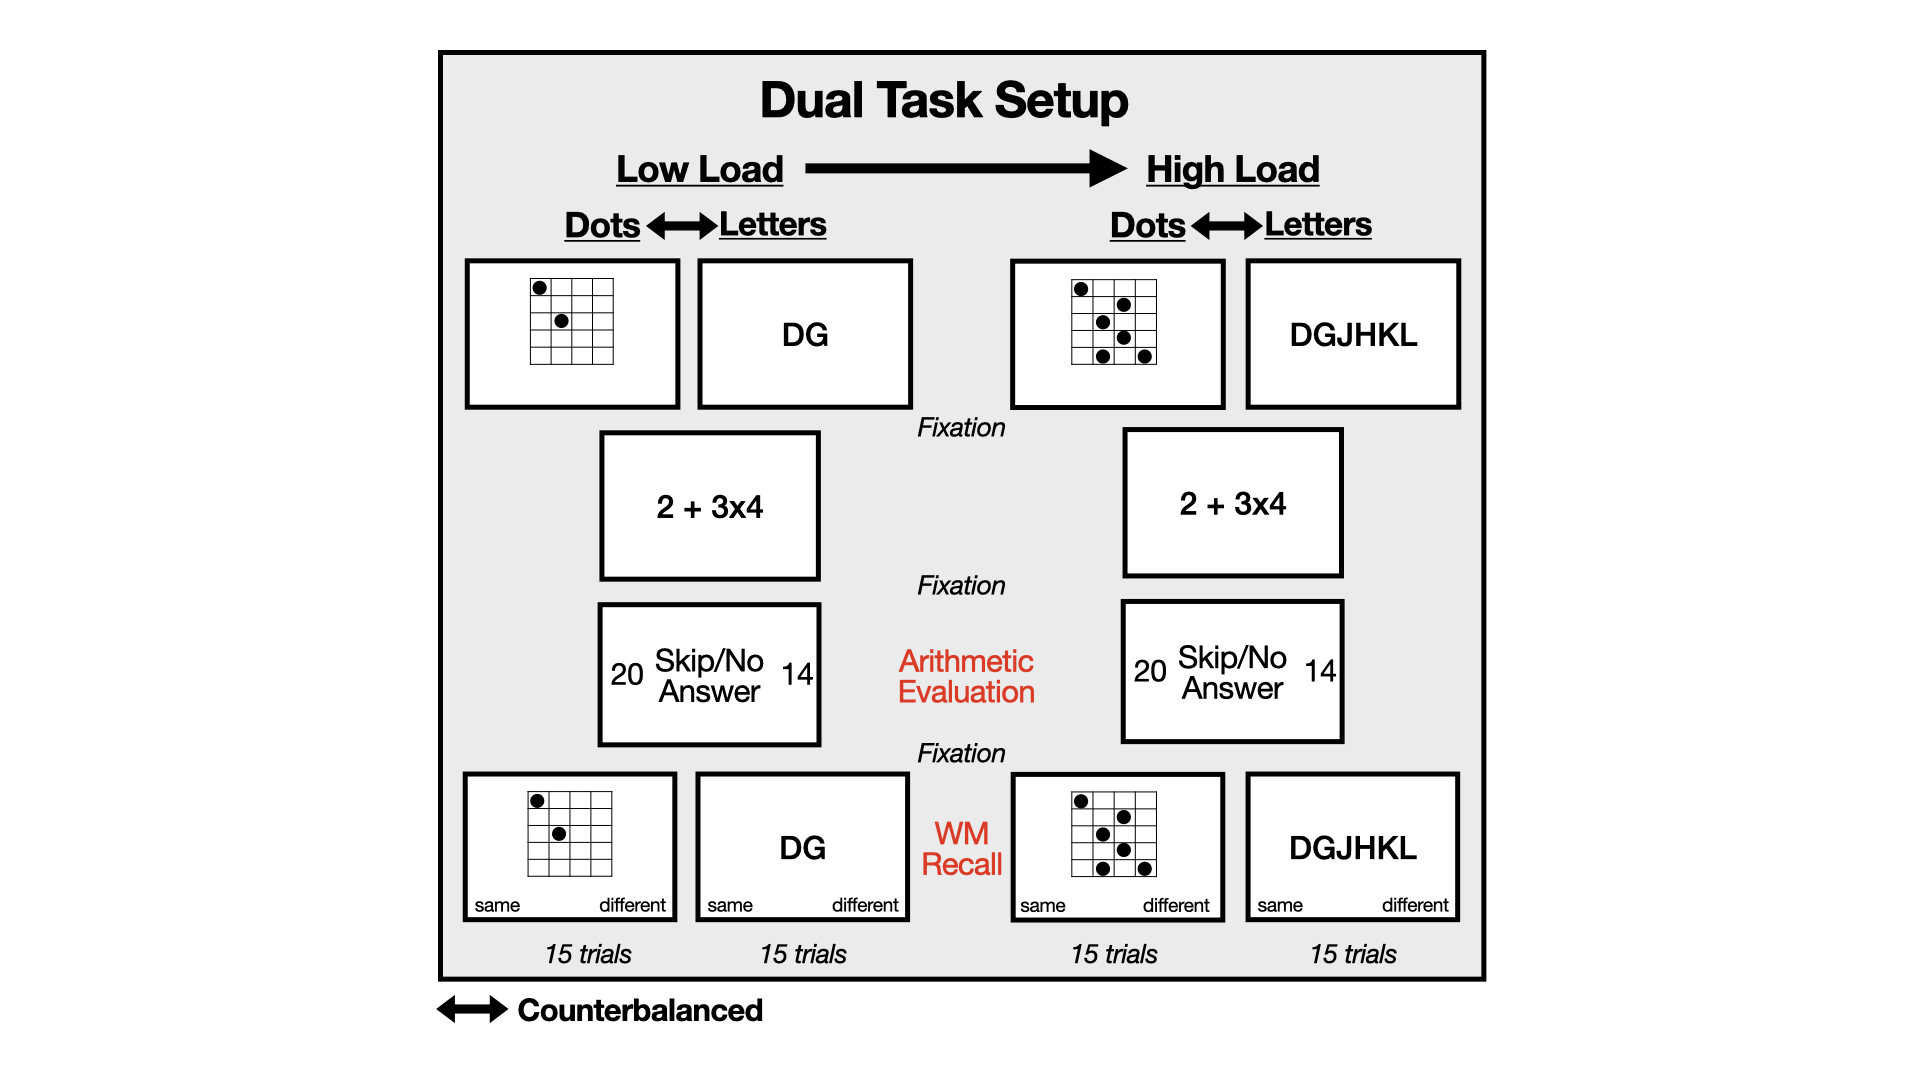 Dual Task Setup
Low Load
High Load
Dots
Letters
Dots
Letters
DG
DGJHKL
Fixation
2 + 3x4
2 + 3x4
Fixation
20
Skip/No
Answer
14
Arithmetic
Evaluation
20
Skip/No
Answer
14
Fixation
same
different
DG
same
different
WM
Recall
same
different
DGJHKL
same
different
15 trials
15 trials
15 trials
15 trials
Counterbalanced